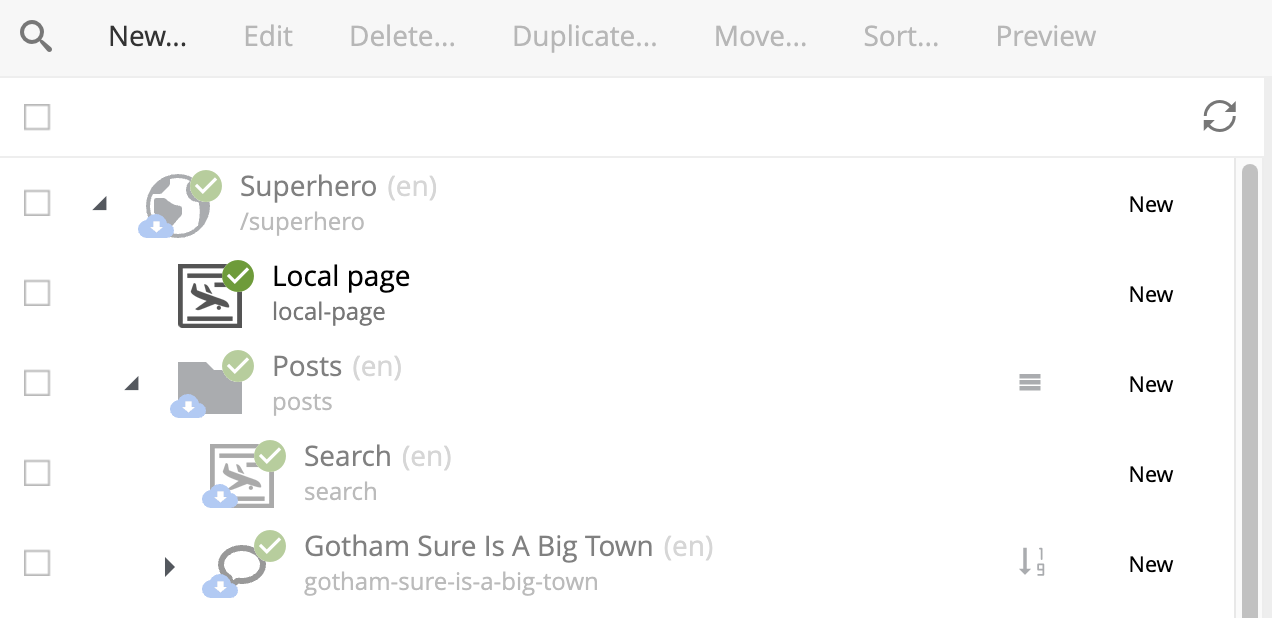 New... Edit Delete... Duplicate... Move... Sort... Preview
Superhero (en)
/superhero
New
Local page
local-page
New
Posts (en)
posts
New
Search (en)
search
New
Gotham Sure Is A Big Town (en)
gotham-sure-is-a-big-town
1
9
New